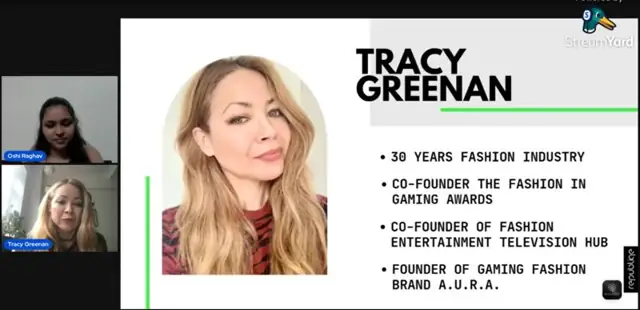 StreamYard
TRACY
GREENAN
• 30 YEARS FASHION INDUSTRY
• CO-FOUNDER THE FASHION IN
GAMING AWARDS
• CO-FOUNDER OF FASHION
ENTERTAINMENT TELEVISION HUB
• FOUNDER OF GAMING FASHION
BRAND A.U.R.A.
Oshi Raghav
Tracy Greenan
republiqe